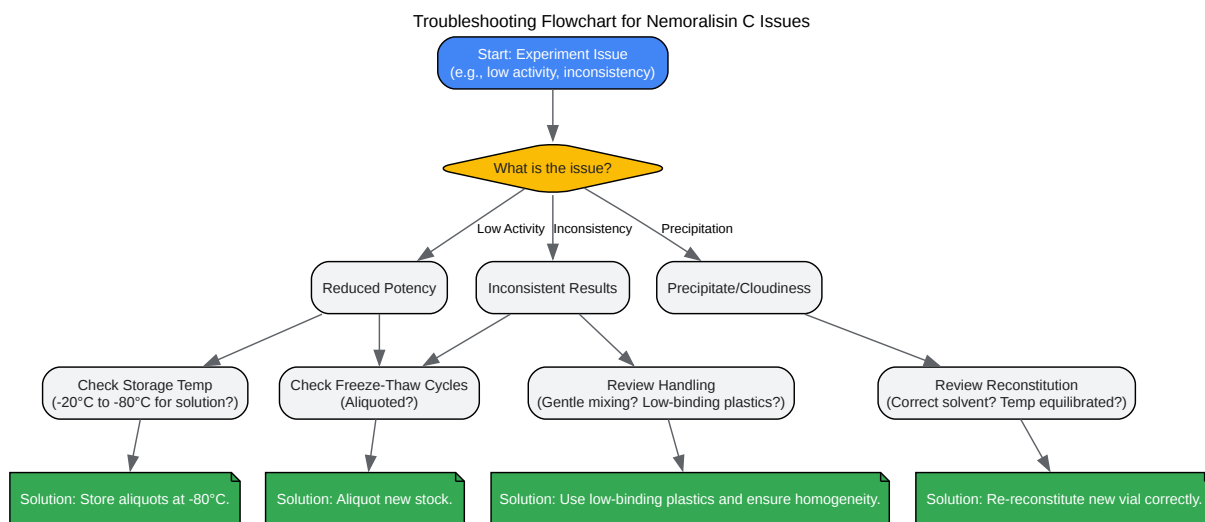 Troubleshooting Flowchart for Nemoralisin C Issues
Start: Experiment Issue
(e.g., low activity, inconsistency)
What is the issue?
Low Activity
Inconsistency
Precipitation
Reduced Potency
Inconsistent Results
Precipitate/Cloudiness
Check Storage Temp
(-20°C to -80°C for solution?)
Check Freeze-Thaw Cycles
(Aliquoted?)
Review Handling
(Gentle mixing? Low-binding plastics?)
Review Reconstitution
(Correct solvent? Temp equilibrated?)
Solution: Store aliquots at -80°C.
Solution: Aliquot new stock.
Solution: Use low-binding plastics and ensure homogeneity.
Solution: Re-reconstitute new vial correctly.